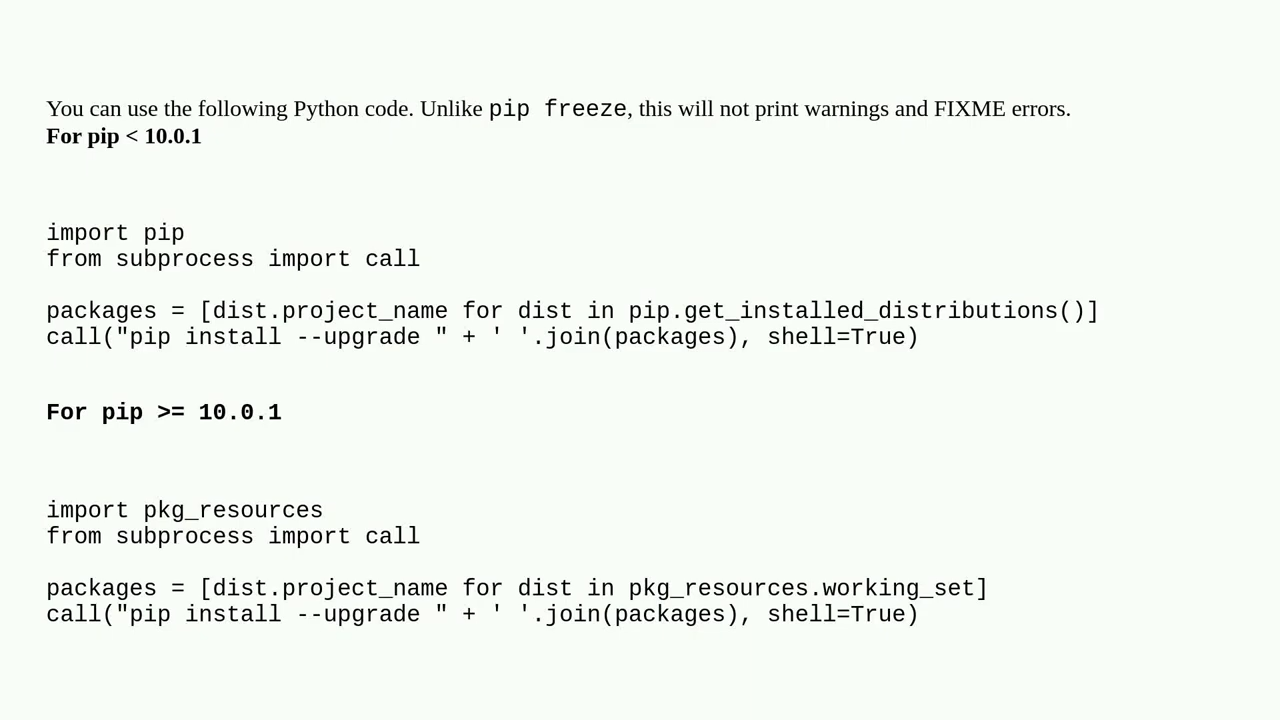 You can use the following Python code. Unlike pip freeze, this will not print warnings and FIXME errors.
For pip < 10.0.1
import pip
from subprocess import call
packages = [dist.project_name for dist in pip.get_installed_distributions()]
call("pip install --upgrade " + ' '.join(packages), shell=True)
For pip >= 10.0.1
import pkg_resources
from subprocess import call
packages = [dist.project_name for dist in pkg_resources.working_set]
call("pip install --upgrade " + ' '.join(packages), shell=True)